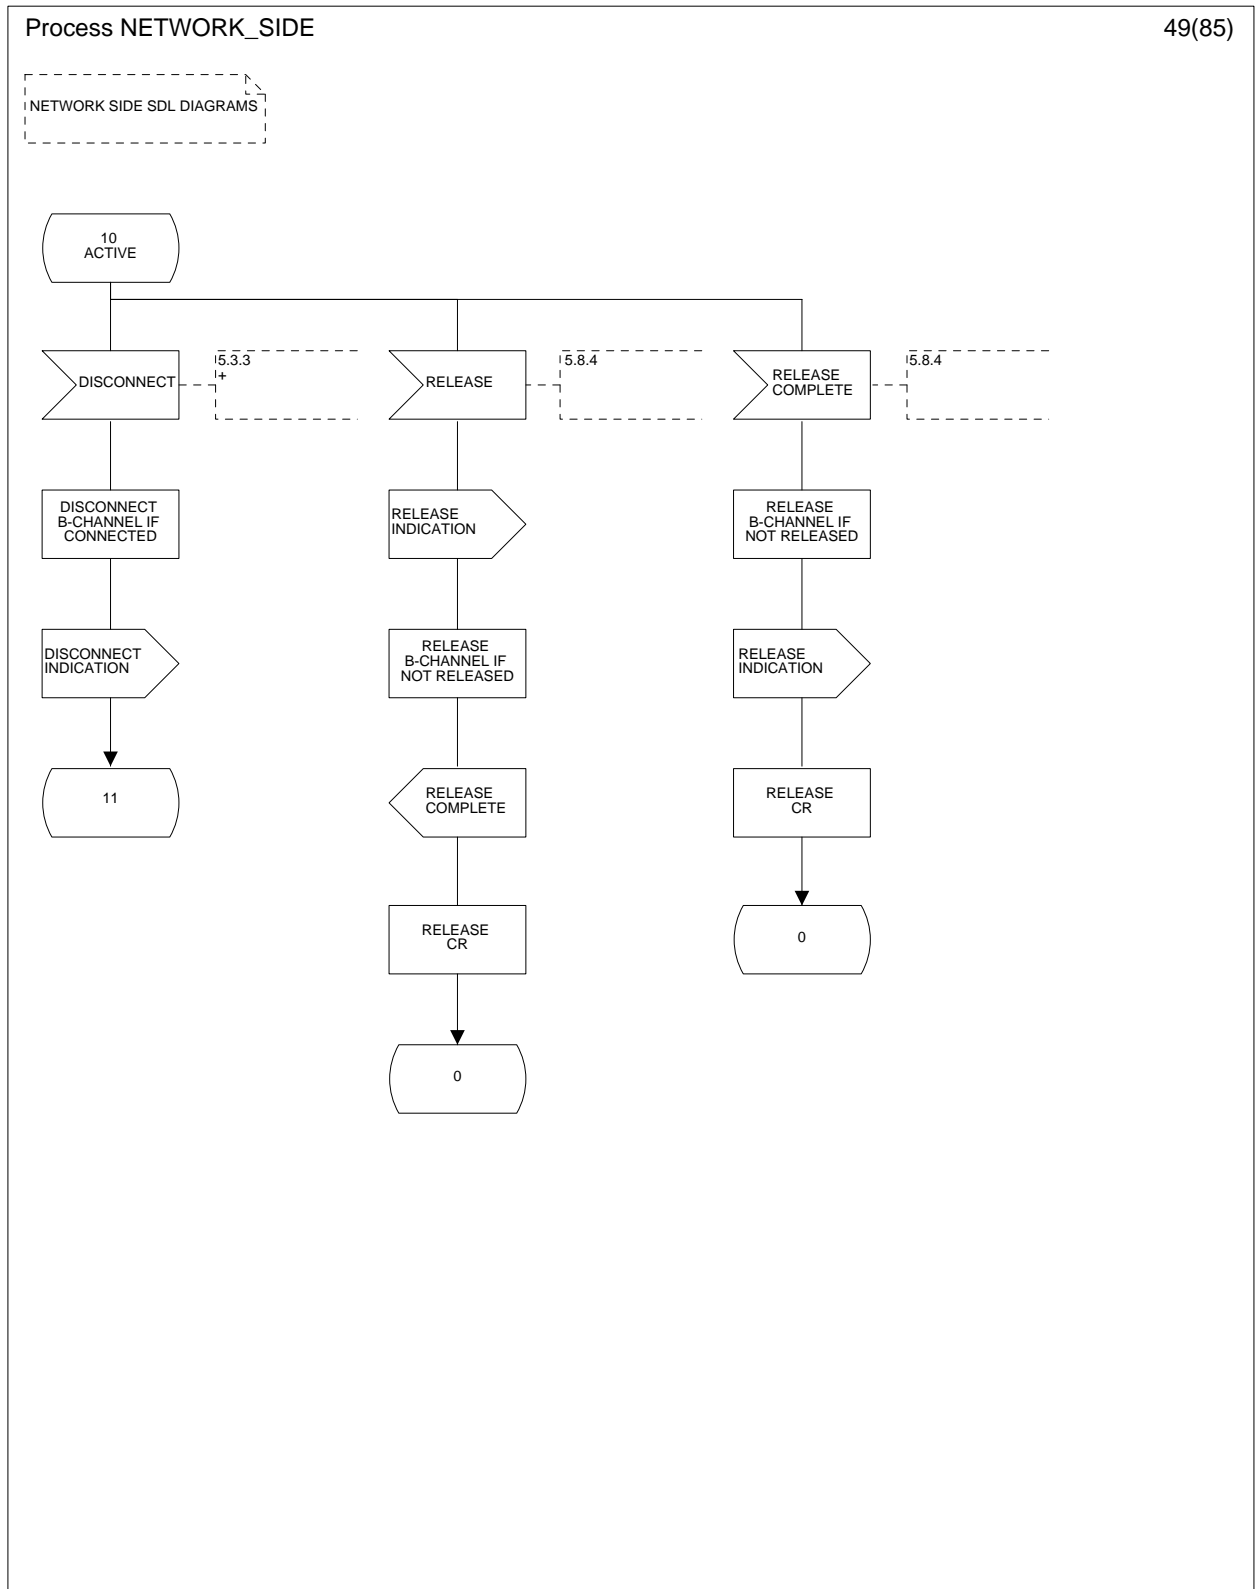 Process NETWORK_SIDE
49(85)
NETWORK SIDE SDL DIAGRAMS
10
ACTIVE
DISCONNECT
5.3.3
+
RELEASE
5.8.4
RELEASE
COMPLETE
5.8.4
DISCONNECT
B-CHANNEL IF
CONNECTED
RELEASE
INDICATION
RELEASE
B-CHANNEL IF
NOT RELEASED
DISCONNECT
INDICATION
RELEASE
B-CHANNEL IF
NOT RELEASED
RELEASE
INDICATION
11
RELEASE
COMPLETE
RELEASE
CR
RELEASE
CR
0
0